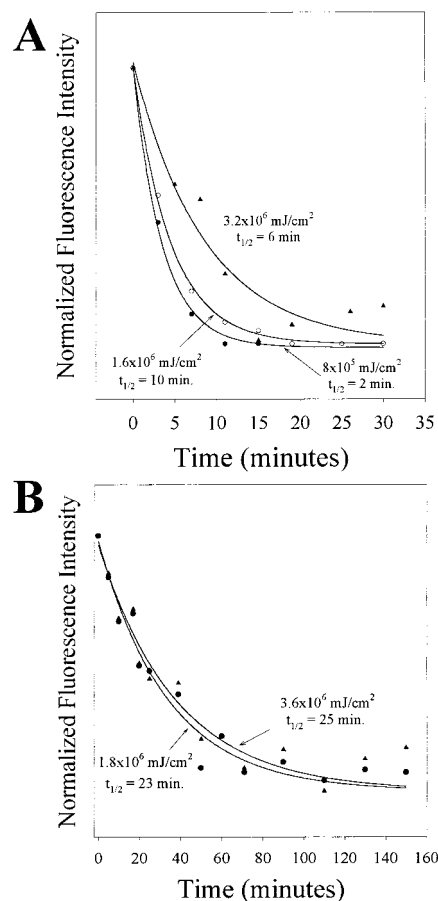 A
Normalized Fluorescence Intensity
3.2x10⁶ mJ/cm²
t₁/₂ = 6 min
1.6x10⁶ mJ/cm²
t₁/₂ = 10 min.
8x10⁵ mJ/cm²
t₁/₂ = 2 min.
0 5 10 15 20 25 30 35
Time (minutes)
B
Normalized Fluorescence Intensity
3.6x10⁶ mJ/cm²
t₁/₂ = 25 min.
1.8x10⁶ mJ/cm²
t₁/₂ = 23 min.
0 20 40 60 80 100 120 140 160
Time (minutes)